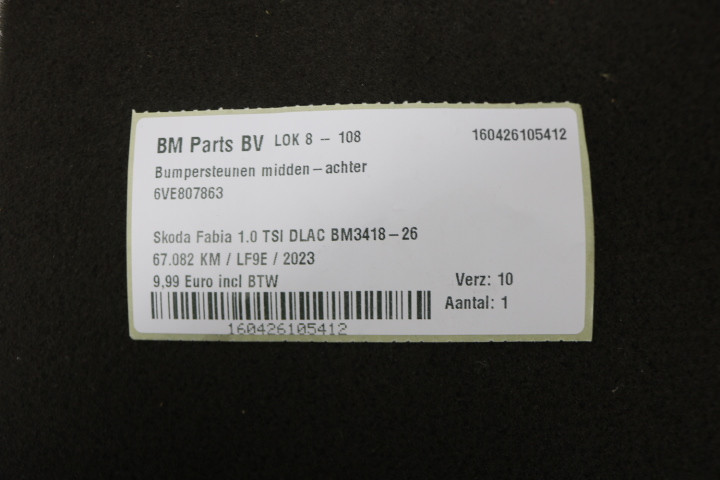 BM Parts BV LOK 8 - 108 160426105412
Bumpersteunen midden-achter
6VE807863
Skoda Fabia 1.0 TSI DLAC BM3418-26
67.082 KM / LF9E / 2023
9,99 Euro incl BTW Verz: 10
Aantal: 1
160426105412